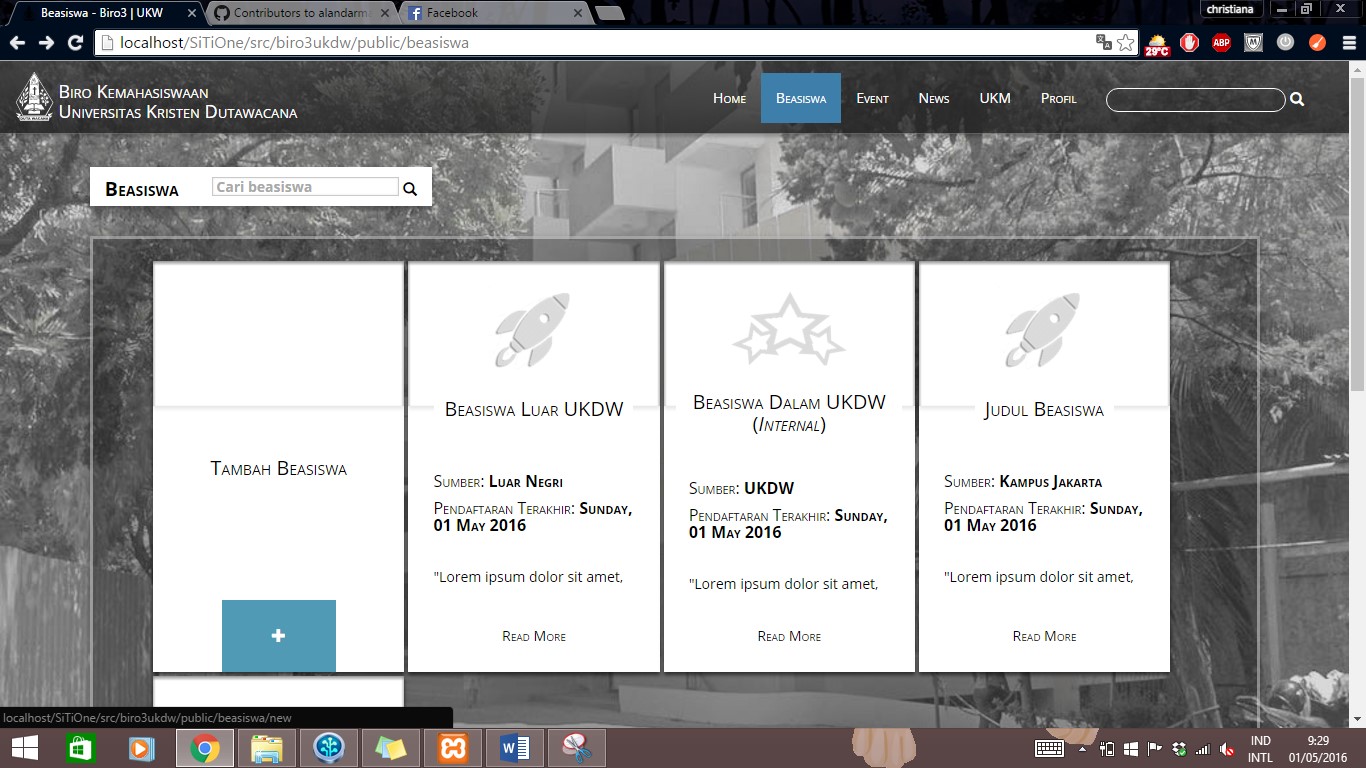 Beasiswa - Biro3 | UKW
Contributors to alandarm
Facebook
christiana
localhost/SiTiOne/src/biro3ukdw/public/beasiswa
29°C
ABP
M
Biro Kemahasiswaan
Universitas Kristen Dutawacana
Home
Beasiswa
Event
News
UKM
Profil
Beasiswa
Cari beasiswa
Tambah Beasiswa
Beasiswa Luar UKDW
Sumber: Luar Negri
Pendaftaran Terakhir: Sunday,
01 May 2016
"Lorem ipsum dolor sit amet,
Read More
Beasiswa Dalam UKDW
(Internal)
Sumber: UKDW
Pendaftaran Terakhir: Sunday,
01 May 2016
"Lorem ipsum dolor sit amet,
Read More
Judul Beasiswa
Sumber: Kampus Jakarta
Pendaftaran Terakhir: Sunday,
01 May 2016
"Lorem ipsum dolor sit amet,
Read More
localhost/SiTiOne/src/biro3ukdw/public/beasiswa/new
IND
INTL
9:29
01/05/2016